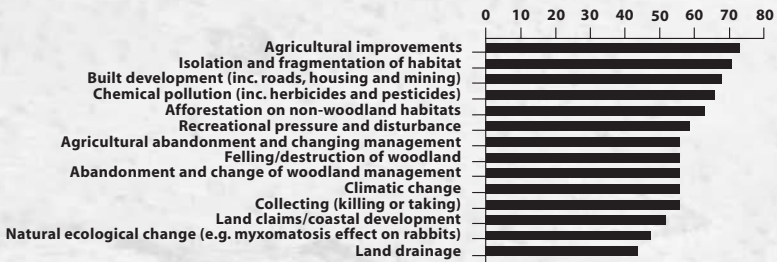 0 10 20 30 40 50 60 70 80
Agricultural improvements
Isolation and fragmentation of habitat
Built development (inc. roads, housing and mining)
Chemical pollution (inc. herbicides and pesticides)
Afforestation on non-woodland habitats
Recreational pressure and disturbance
Agricultural abandonment and changing management
Felling/destruction of woodland
Abandonment and change of woodland management
Climatic change
Collecting (killing or taking)
Land claims/coastal development
Natural ecological change (e.g. myxomatosis effect on rabbits)
Land drainage